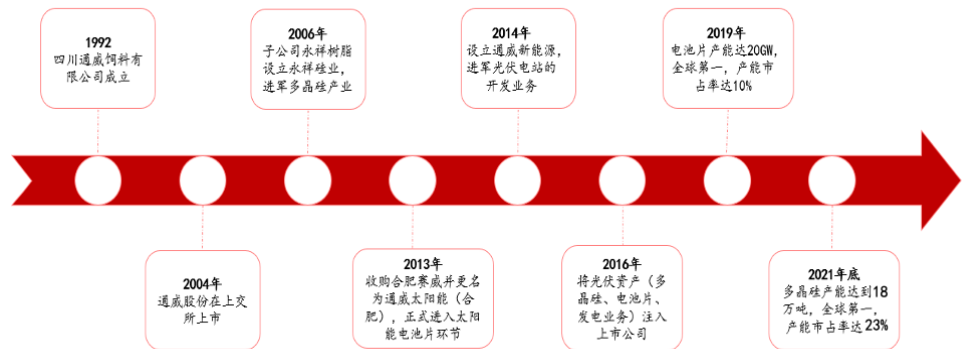 1992
四川通威饲料有
限公司成立
2004年
通威股份在上交
所上市
2006年
子公司永祥树脂
设立永祥硅业，
进军多晶硅产业
2013年
收购合肥赛威并更名
为通威太阳能（合
肥），正式进入太阳
能电池片环节
2014年
设立通威新能源，
进军光伏电站的
开发业务
2016年
将光伏资产（多
晶硅、电池片、
发电业务）注入
上市公司
2019年
电池片产能达20GW，
全球第一，产能市
占率达10%
2021年底
多晶硅产能达到18
万吨，全球第一，
产能市占率达23%